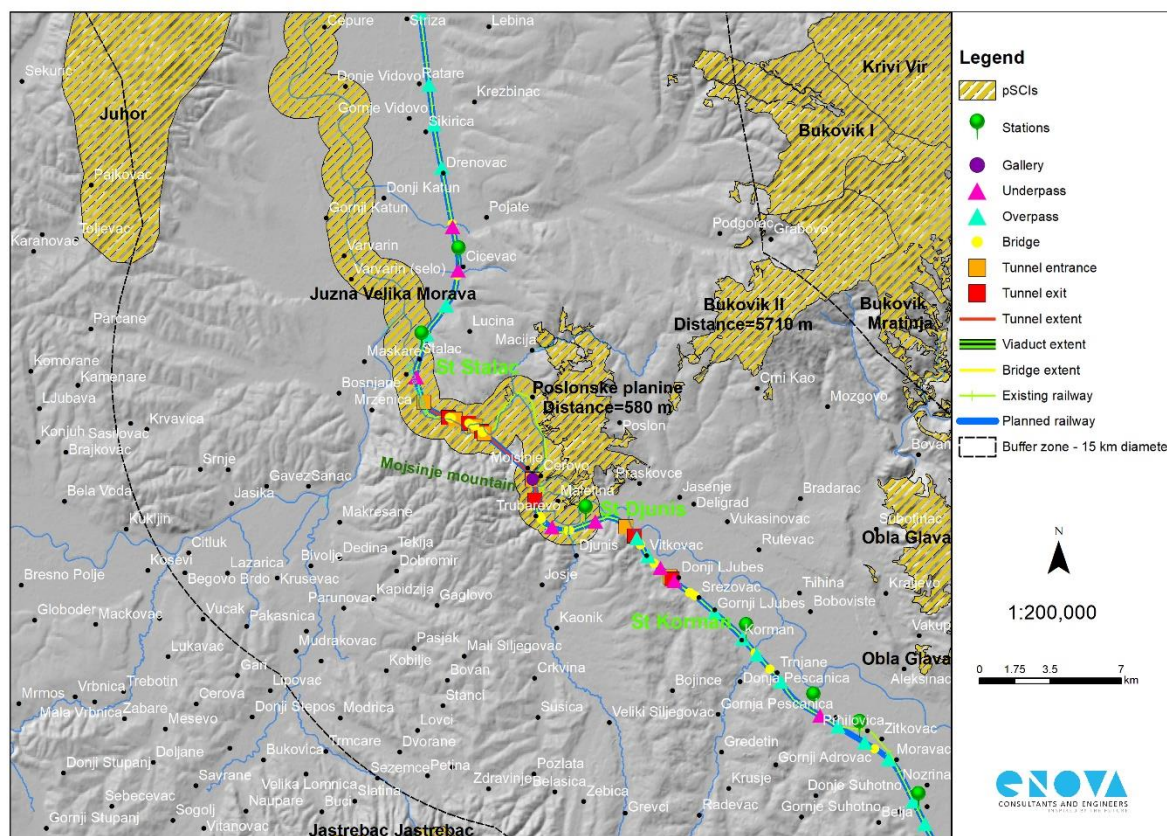 Cepure
Striza
Lebina
Krivi Vir
Sekuric
Donje Vidovo
Ratare
Krezbinac
Juhor
Gornje Vidovo
Sikirica
Bukovik I
Drenovac
Pajkovac
Donji Katun
Gornji Katun
Pojate
Podgorac
Grabovo
Karanovac
Toljevac
Varvarin
Cicevac
Varvarin (selo)
Juzna Velika Morava
Bukovik II
Distance=5710 m
Bukovik
Mratinja
Parcane
Lucina
Macija
Maskare
Stalac
St Stalac
Komorane
Kamenare
Bosnjane
Mrzenica
Poslonske planine
Distance=580 m
Crni Kao
Mozgovo
LJubava
Krvavica
Poslon
Konjuh
Sasilovac
Brajkovac
Bovan
Srnje
Gavez
Sanac
Mojsinje mountain
Mojsinje
Cerovo
Praskovce
Bela Voda
Jasika
Maletina
Jasenje
Bradarac
Trubarevo
St Djunis
Deligrad
Makresane
Vukasinovac
Subotinac
Kukljin
Citluk
Bivolje
Dedina
Teklja
Djunis
Vitkovac
Rutevac
Obla Glava
Kosevi
Lazarica
Dobromir
Josje
Donji LJubes
Bresno Polje
Begovo Brdo
Krusevac
Srezovac
Tilhina
Kraljevo
Globoder
Mackovac
Vucak
Parunovac
Kapidzija
Gaglovo
Gornji LJubes
Boboviste
Pakasnica
Kaonik
St Korman
Korman
Vakup
Lukavac
Mudrakovac
Pasjak
Mali Siljegovac
Trnjane
Obla Glava
Gari
Kobilje
Bovan
Crkvina
Bojince
Donja Pescanica
Aleksinac
Mrmos
Vrbnica
Trebotin
Lipovac
Cerova
Stanci
Mala Vrbnica
Zabare
Mesevo
Donji Stepos
Modrica
Susica
Veliki Siljegovac
Gornja Pescanica
Lovci
Prhilovica
Zitkovac
Doljane
Trmcare
Dvorane
Gredetin
Moravac
Bukovica
Gornji Adrovac
Donji Stupanj
Sezemce
Petina
Pozlata
Savrane
Velika Lomnica
Zdravinje
Belasica
Krusje
Donje Suhotno
Nozrina
Sebecevac
Naupare
Buci
Slatina
Zebica
Grevci
Radevac
Gornje Suhotno
Belja
Gornji Stupanj
Sogolj
Vitanovac
Jastrebac
Jastrebac
Legend
pSCIs
Stations
Gallery
Underpass
Overpass
Bridge
Tunnel entrance
Tunnel exit
Tunnel extent
Viaduct extent
Bridge extent
Existing railway
Planned railway
Buffer zone - 15 km diamete
N
1:200,000
0 1.75 3.5 7
km
eNOVA
CONSULTANTS AND ENGINEERS